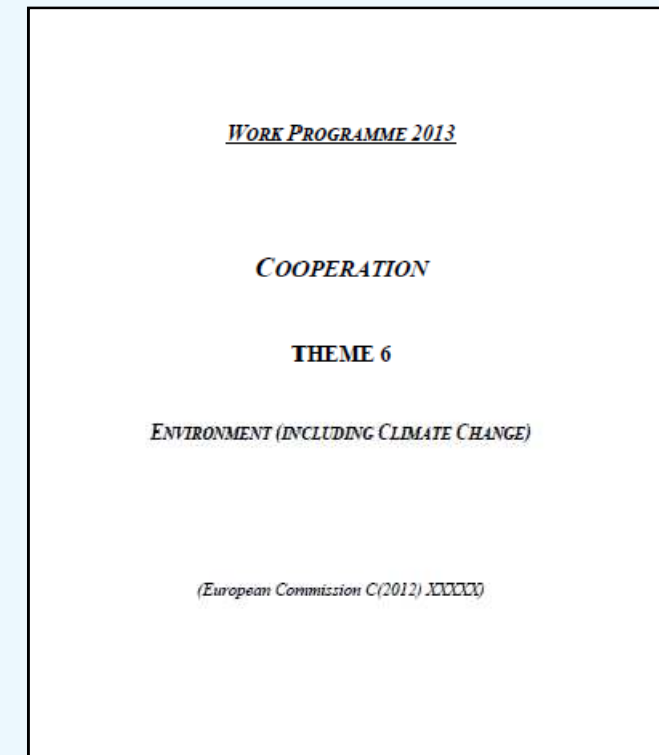 WORK PROGRAMME 2013
COOPERATION
THEME 6
ENVIRONMENT (INCLUDING CLIMATE CHANGE)
(European Commission C(2012) XXXXX)